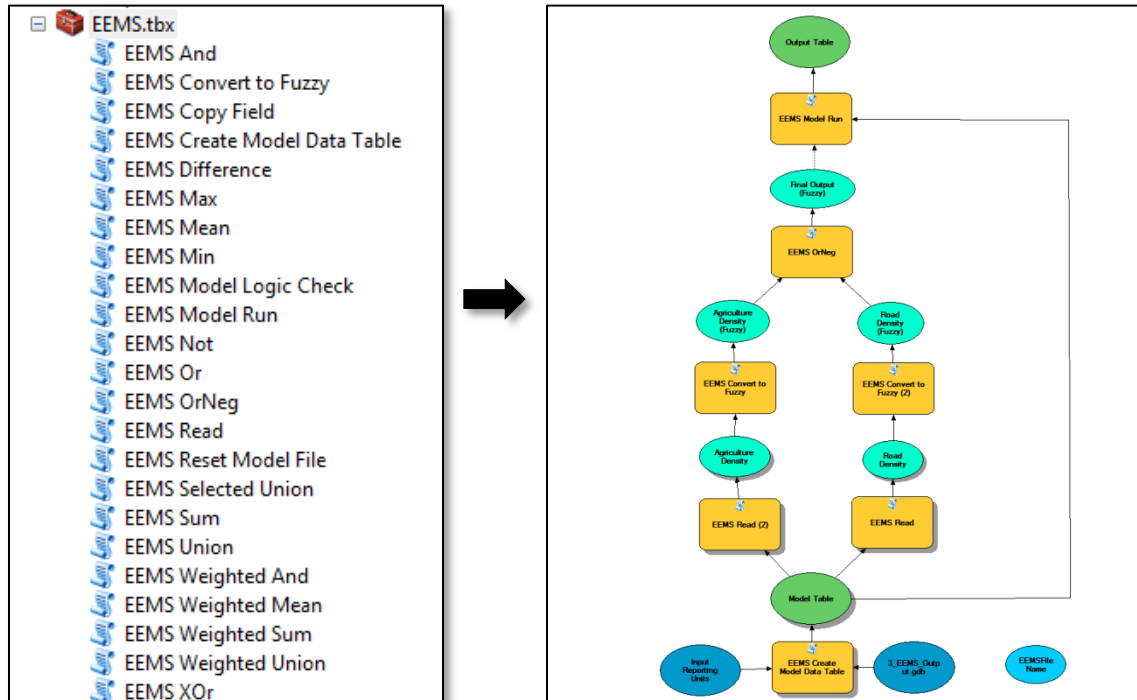 EEMS.tbx
EEMS And
EEMS Convert to Fuzzy
EEMS Copy Field
EEMS Create Model Data Table
EEMS Difference
EEMS Max
EEMS Mean
EEMS Min
EEMS Model Logic Check
EEMS Model Run
EEMS Not
EEMS Or
EEMS OrNeg
EEMS Read
EEMS Reset Model File
EEMS Selected Union
EEMS Sum
EEMS Union
EEMS Weighted And
EEMS Weighted Mean
EEMS Weighted Sum
EEMS Weighted Union
EEMS XOr
Output Table
EEMS Model Run
Final Output
(Fuzzy)
EEMS OrNeg
Agriculture
Density
(Fuzzy)
Road
Density
(Fuzzy)
EEMS Convert to
Fuzzy
EEMS Convert to
Fuzzy (2)
Agriculture
Density
Road
Density
EEMS Read (2)
EEMS Read
Model Table
Input
Reporting
Units
EEMS Create
Model Data Table
3_EEMS_Outp
ut.gdb
EEMSFile
Name